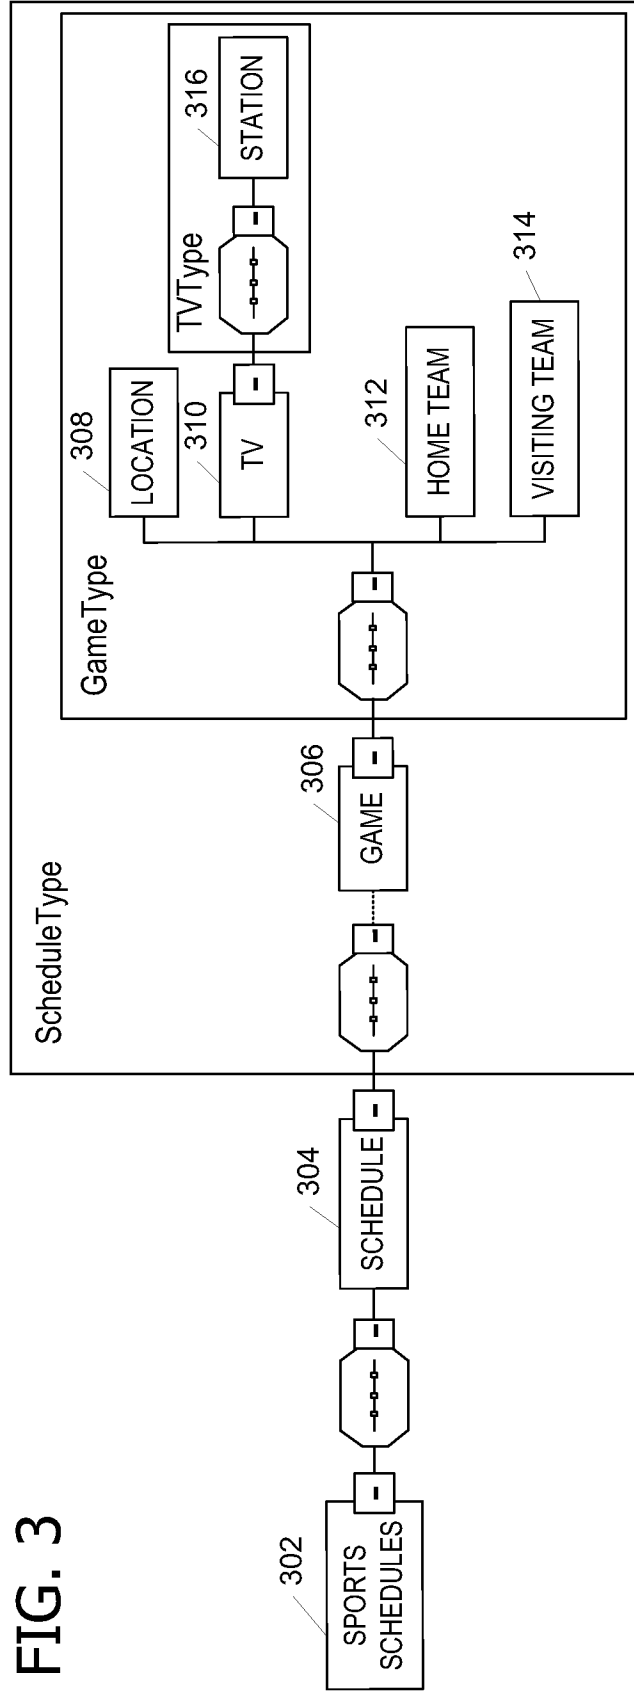 FIG. 3
302
SPORTS
SCHEDULES
304
SCHEDULE
ScheduleType
306
GAME
GameType
308
LOCATION
310
TV
TVType
316
STATION
312
HOME TEAM
314
VISITING TEAM